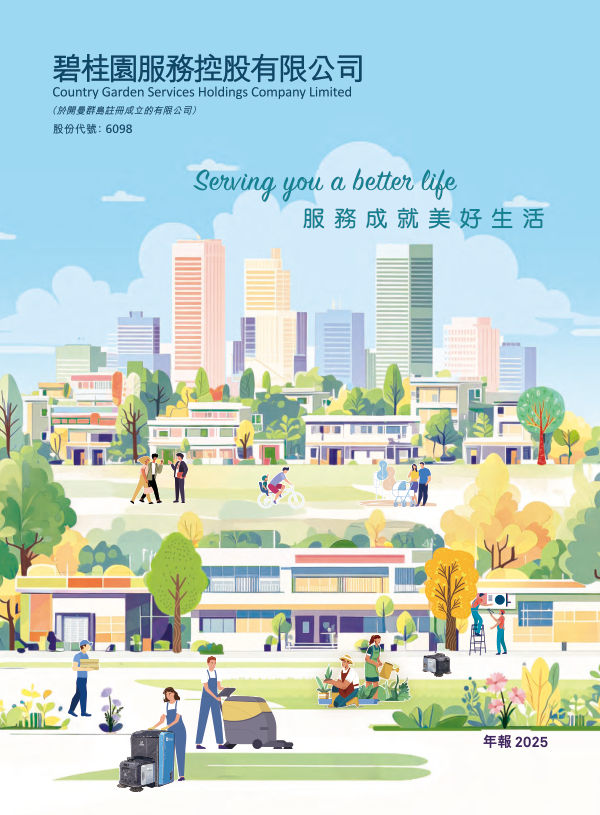 碧桂園服務控股有限公司
Country Garden Services Holdings Company Limited
（於開曼群島註冊成立的有限公司）
股份代號：6098
Serving you a better life
服務成就美好生活
年報 2025